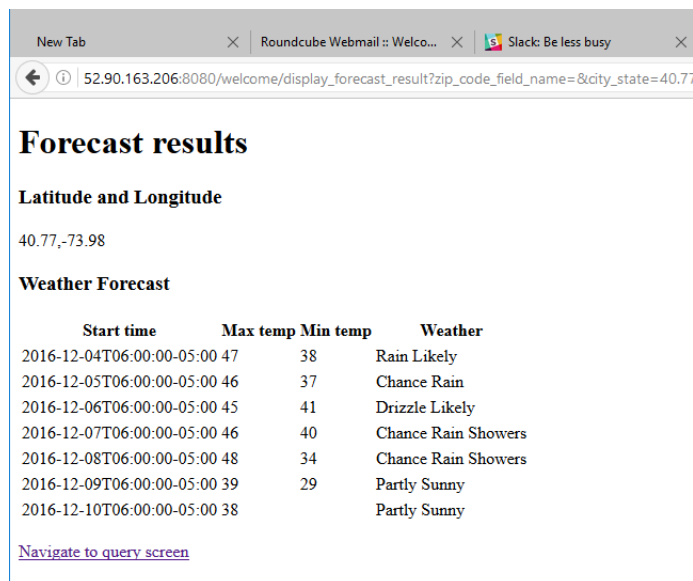 New Tab Roundcube Webmail :: Welco... Slack: Be less busy
52.90.163.206:8080/welcome/display_forecast_result?zip_code_field_name=&city_state=40.77
Forecast results
Latitude and Longitude
40.77,-73.98
Weather Forecast
Start time Max temp Min temp Weather
2016-12-04T06:00:00-05:00 47 38 Rain Likely
2016-12-05T06:00:00-05:00 46 37 Chance Rain
2016-12-06T06:00:00-05:00 45 41 Drizzle Likely
2016-12-07T06:00:00-05:00 46 40 Chance Rain Showers
2016-12-08T06:00:00-05:00 48 34 Chance Rain Showers
2016-12-09T06:00:00-05:00 39 29 Partly Sunny
2016-12-10T06:00:00-05:00 38 Partly Sunny
Navigate to query screen